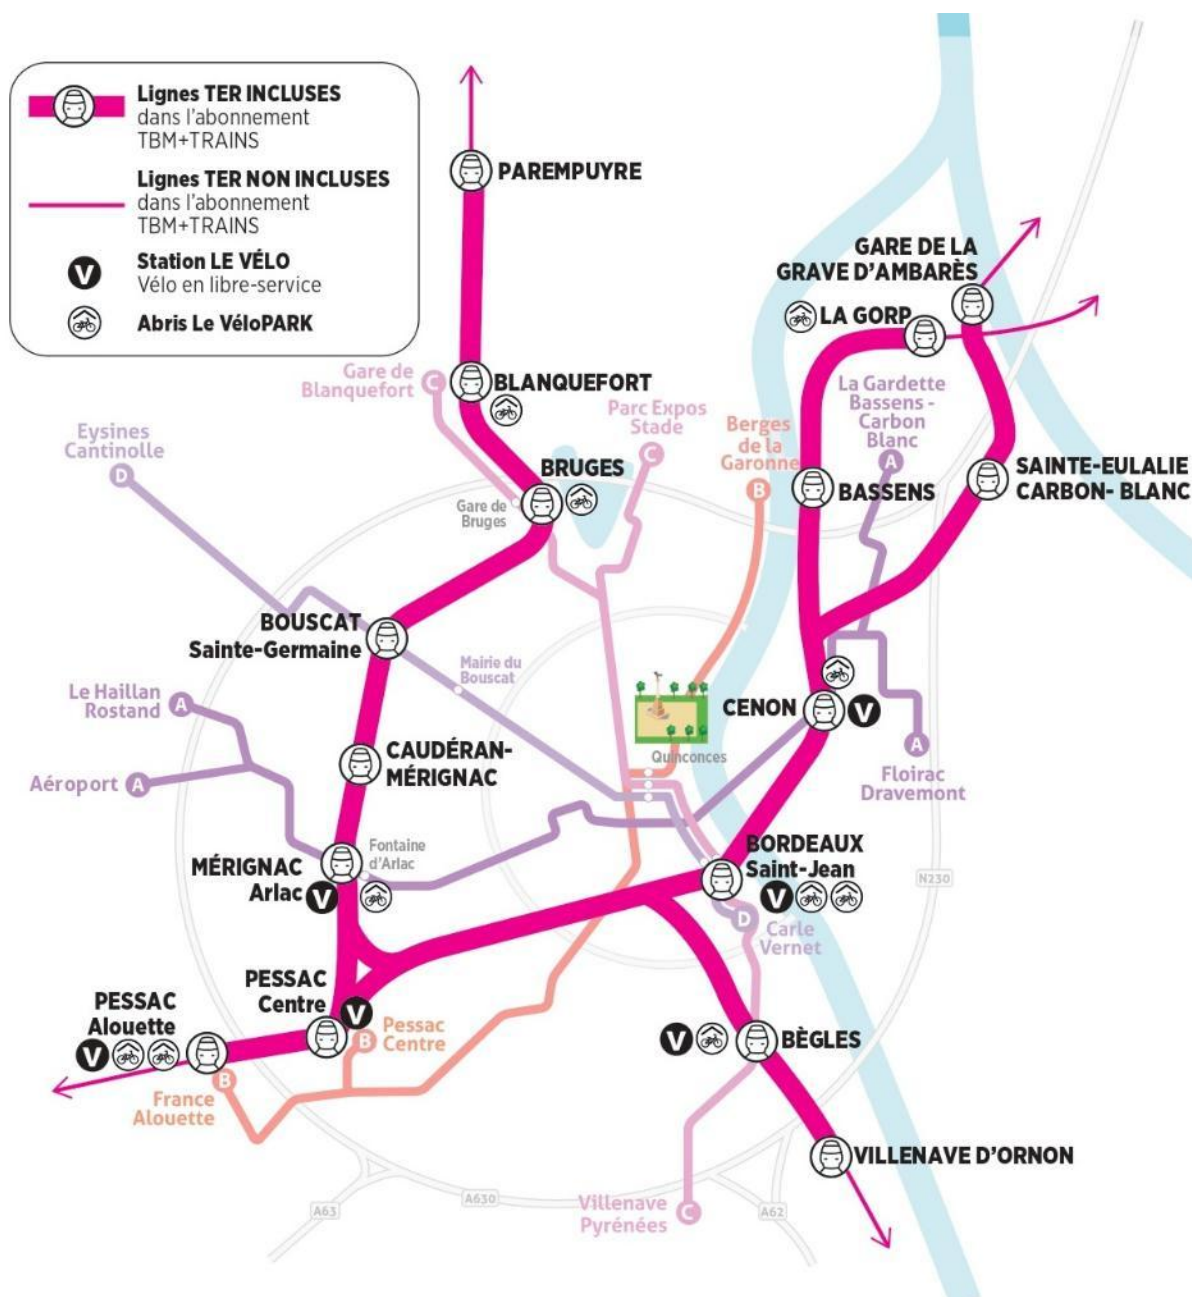 Lignes TER INCLUSES
dans l'abonnement
TBM+TRAINS
Lignes TER NON INCLUSES
dans l'abonnement
TBM+TRAINS
V
Station LE VÉLO
Vélo en libre-service
Abris Le VéloPARK
PAREMPUYRE
GARE DE LA
GRAVE D'AMBARÈS
LA GORP
Gare de
Blanquefort
C
BLANQUEFORT
La Gardette
Bassens -
Carbon
Blanc
A
Parc Expos
Stade
C
Berges
de la
Garonne
B
Eysines
Cantinolle
D
BRUGES
Gare de
Bruges
BASSENS
SAINTE-EULALIE
CARBON- BLANC
BOUSCAT
Sainte-Germaine
Mairie du
Bouscat
Le Haillan
Rostand
A
CENON
V
Quinconces
A
Floirac
Dravemont
CAUDÉRAN-
MÉRIGNAC
Aéroport
A
Fontaine
d'Arlac
MÉRIGNAC
Arlac
V
BORDEAUX
Saint-Jean
V
N230
D
Carle
Vernet
PESSAC
Centre
V
PESSAC
Alouette
V
B
Pessac
Centre
B
France
Alouette
V
BÈGLES
VILLENAVE D'ORNON
Villenave
Pyrénées
C
A63
A630
A62